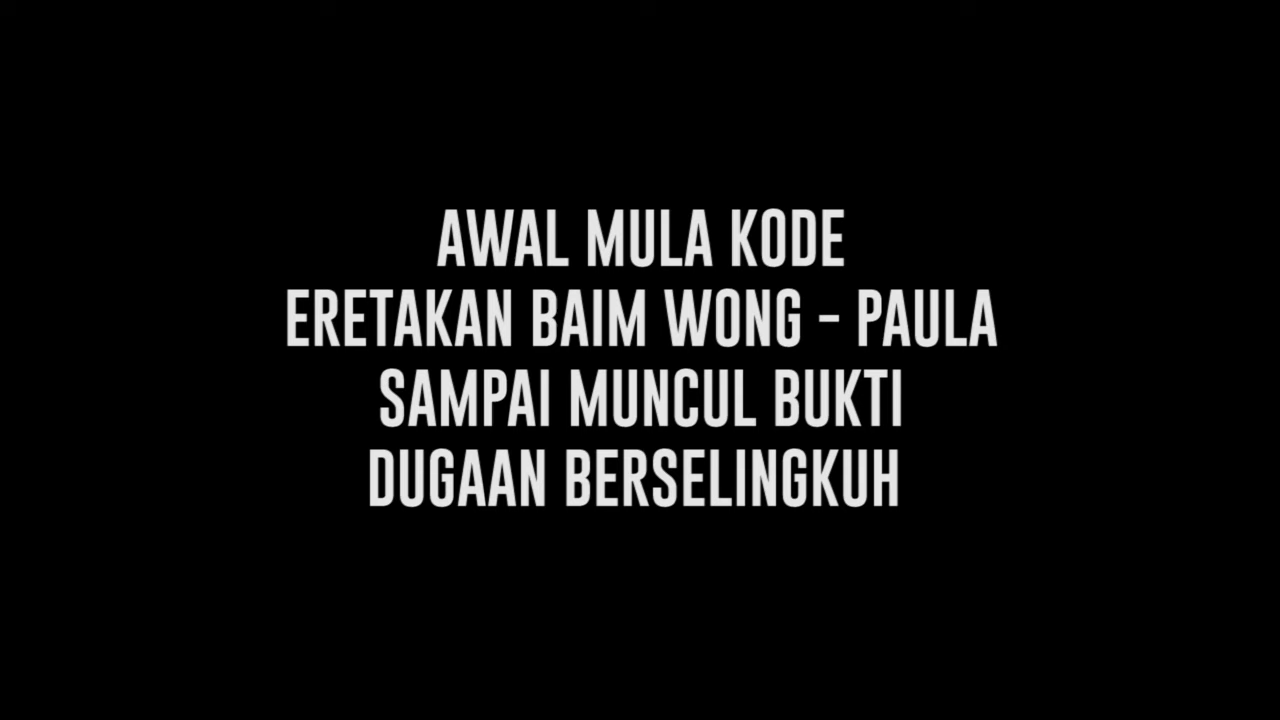 AWAL MULA KODE
ERETAKAN BAIM WONG - PAULA
SAMPAI MUNCUL BUKTI
DUGAAN BERSELINGKUH